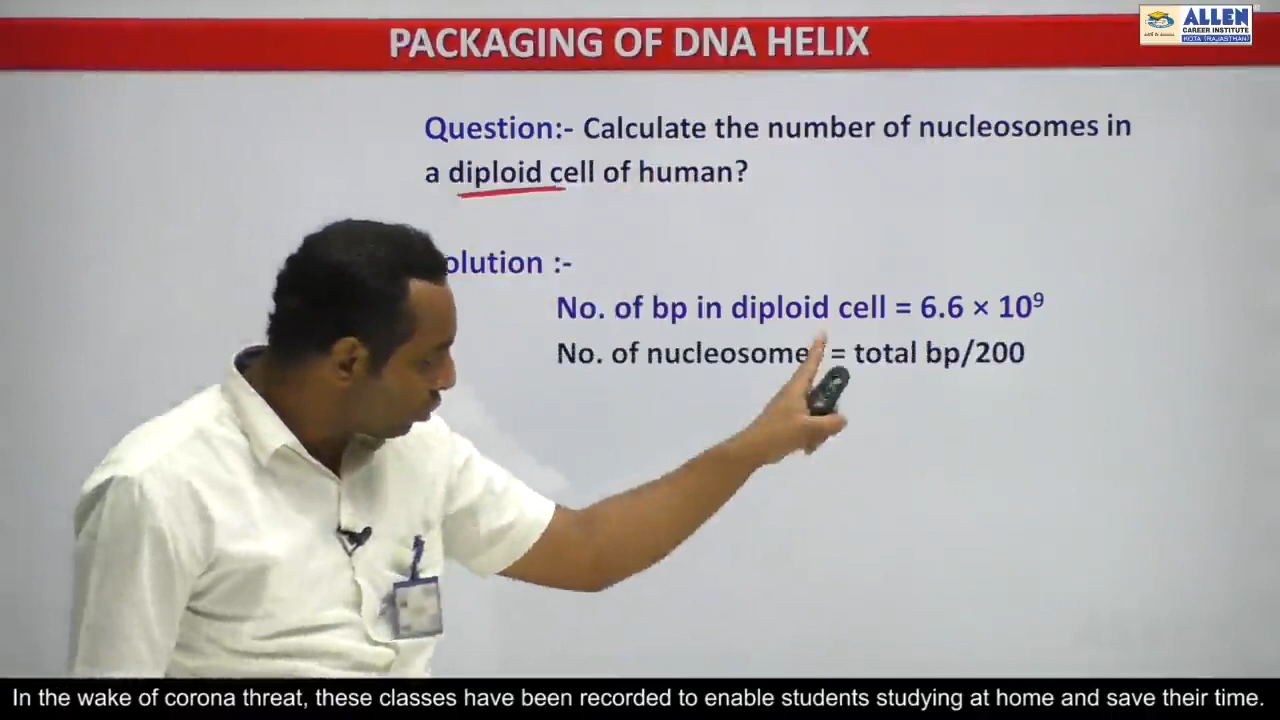 ALLEN
CAREER INSTITUTE
KOTA (RAJASTHAN)
PACKAGING OF DNA HELIX
Question:- Calculate the number of nucleosomes in
a diploid cell of human?
olution :-
No. of bp in diploid cell = 6.6 × 10⁹
No. of nucleosome = total bp/200
In the wake of corona threat, these classes have been recorded to enable students studying at home and save their time.